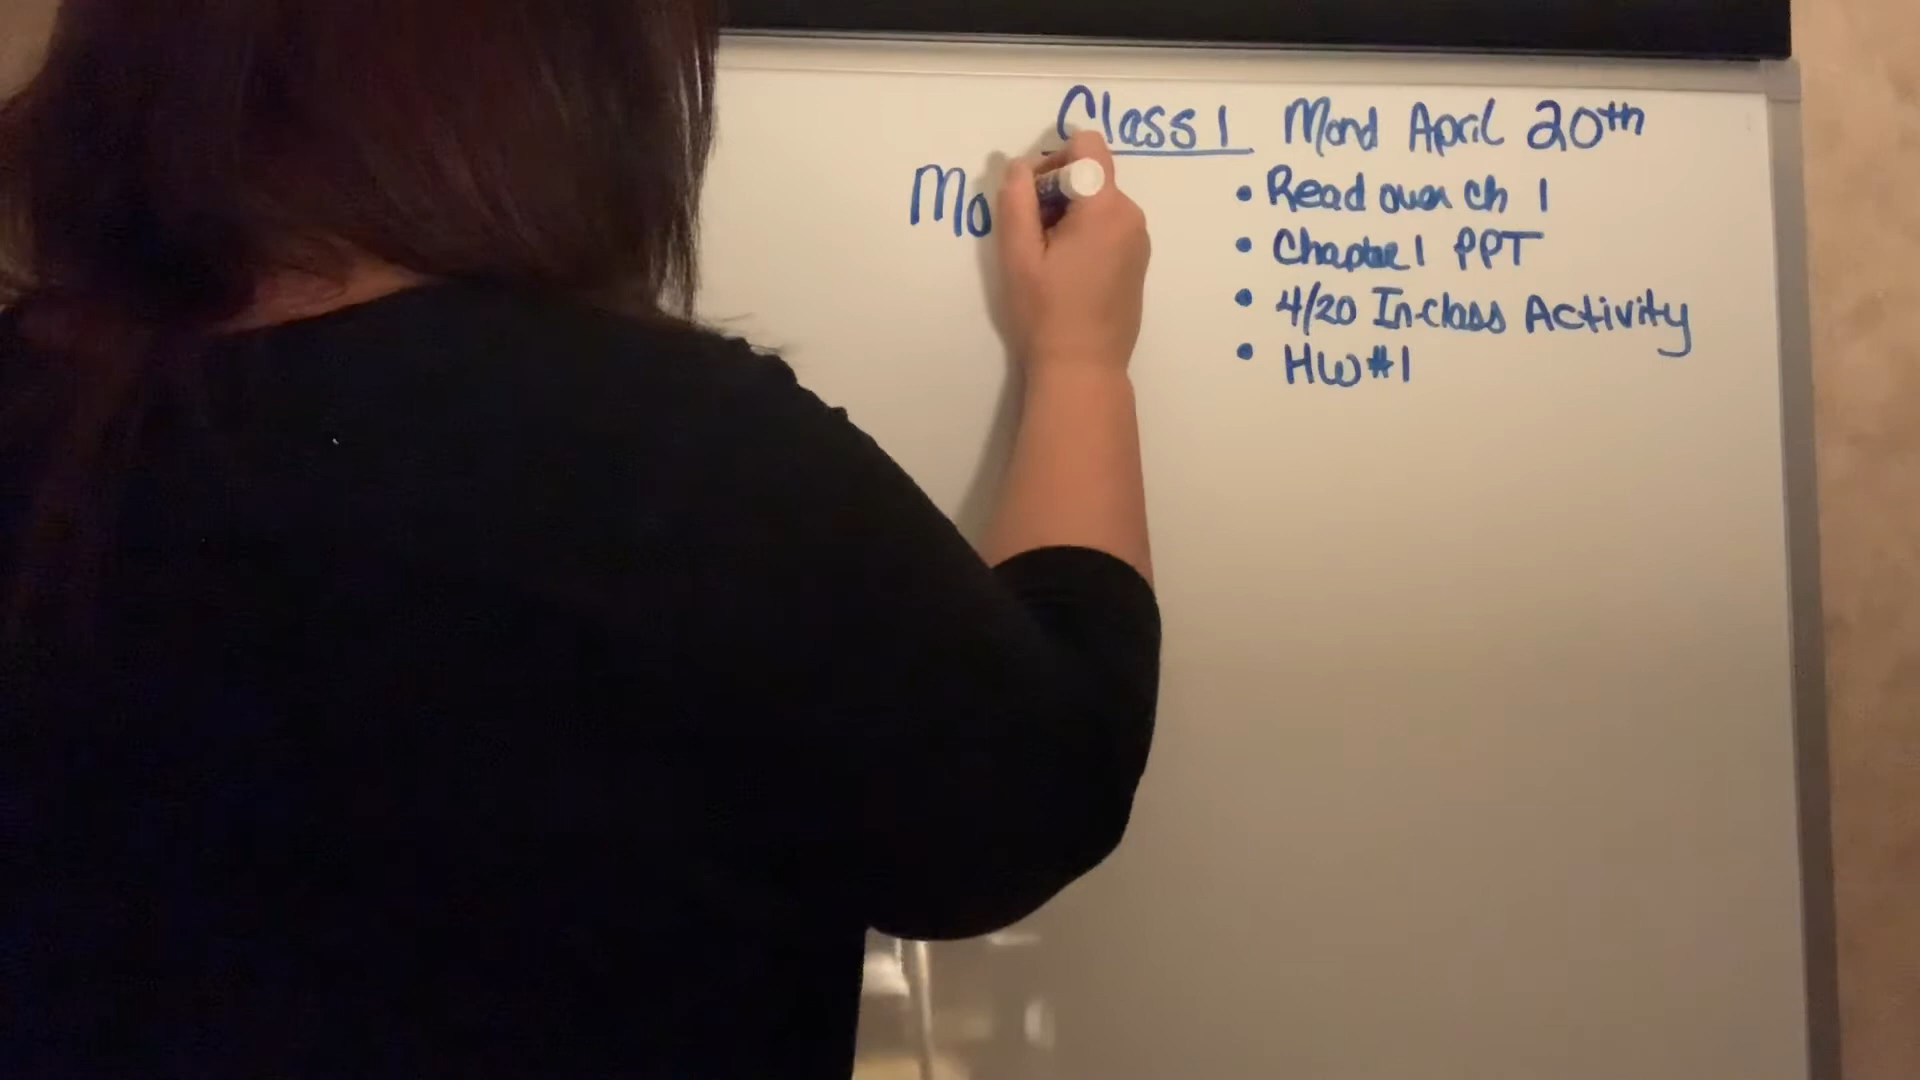 Class 1 Mond April 20th
Mo
• Read over ch 1
• Chapter 1 PPT
• 4/20 In-class Activity
• HW#1